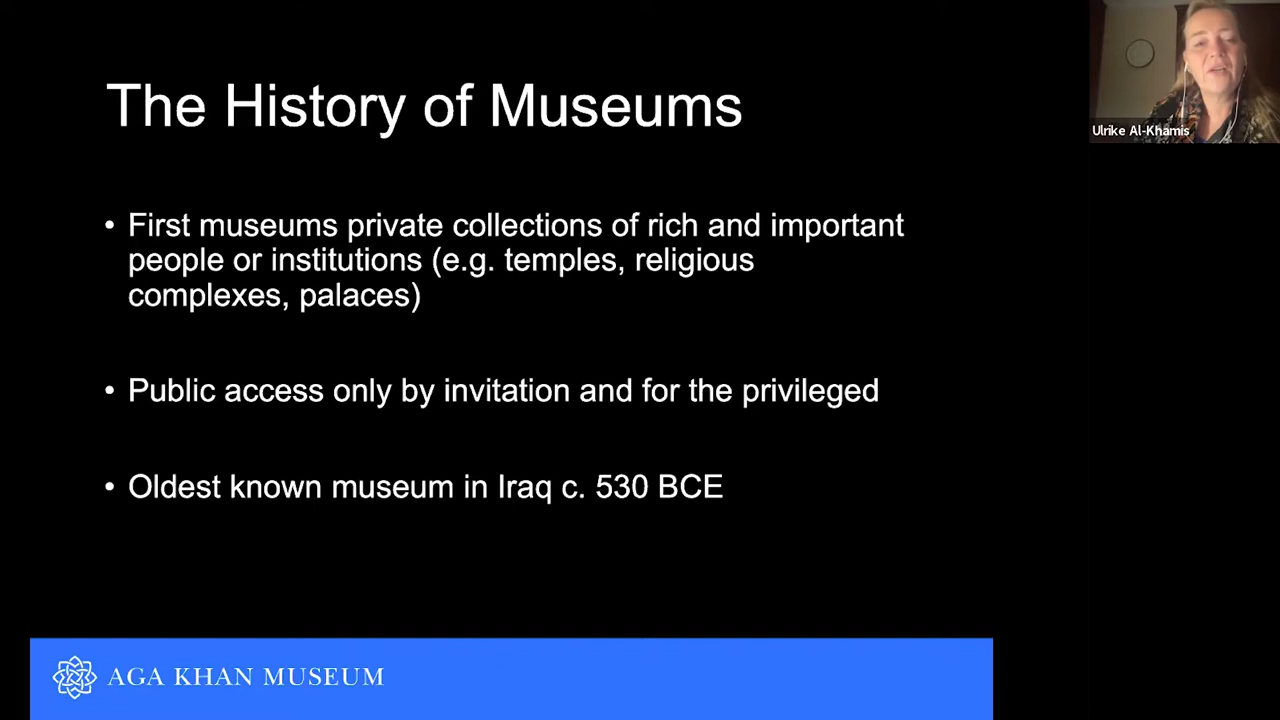 The History of Museums
Ulrike Al-Khamis
• First museums private collections of rich and important
people or institutions (e.g. temples, religious
complexes, palaces)
• Public access only by invitation and for the privileged
• Oldest known museum in Iraq c. 530 BCE
AGA KHAN MUSEUM